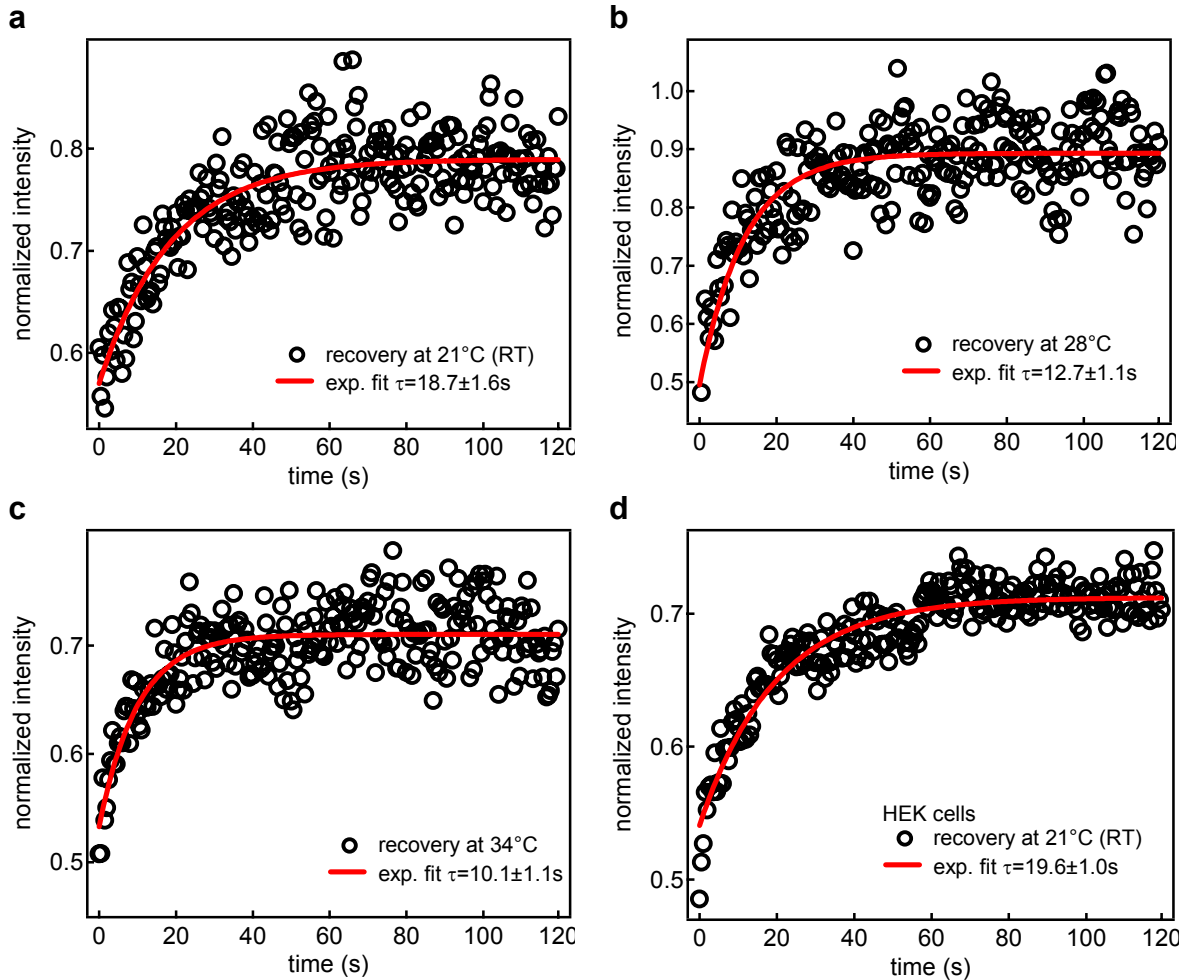 a
normalized intensity
0.8
0.7
0.6
recovery at 21°C (RT)
exp. fit τ=18.7±1.6s
0 20 40 60 80 100 120
time (s)
b
normalized intensity
1.0
0.9
0.8
0.7
0.6
0.5
recovery at 28°C
exp. fit τ=12.7±1.1s
0 20 40 60 80 100 120
time (s)
c
normalized intensity
0.7
0.6
0.5
recovery at 34°C
exp. fit τ=10.1±1.1s
0 20 40 60 80 100 120
time (s)
d
normalized intensity
0.7
0.6
0.5
HEK cells
recovery at 21°C (RT)
exp. fit τ=19.6±1.0s
0 20 40 60 80 100 120
time (s)